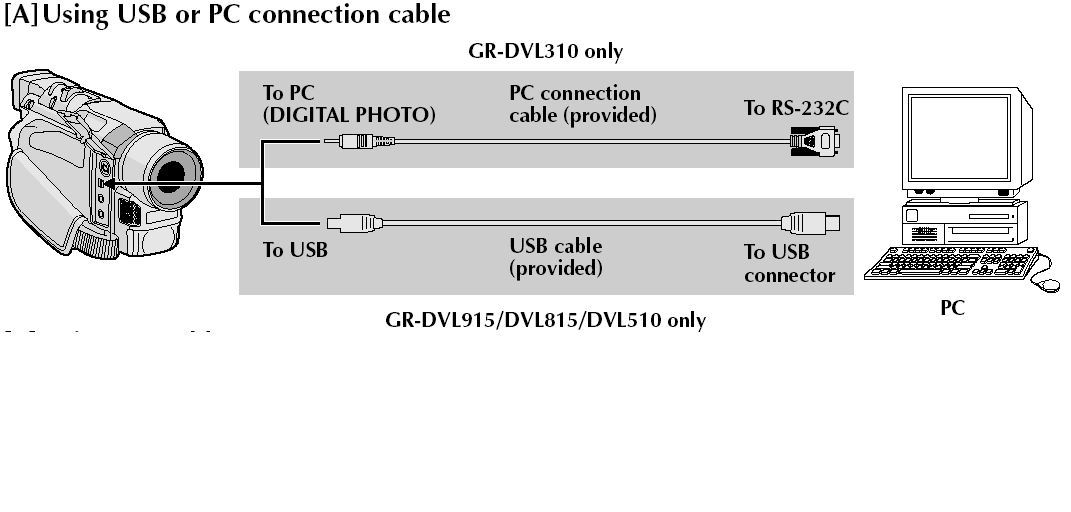 [A]Using USB or PC connection cable
GR-DVL310 only
To PC
(DIGITAL PHOTO)
PC connection
cable (provided)
To RS-232C
To USB
USB cable
(provided)
To USB
connector
PC
GR-DVL915/DVL815/DVL510 only